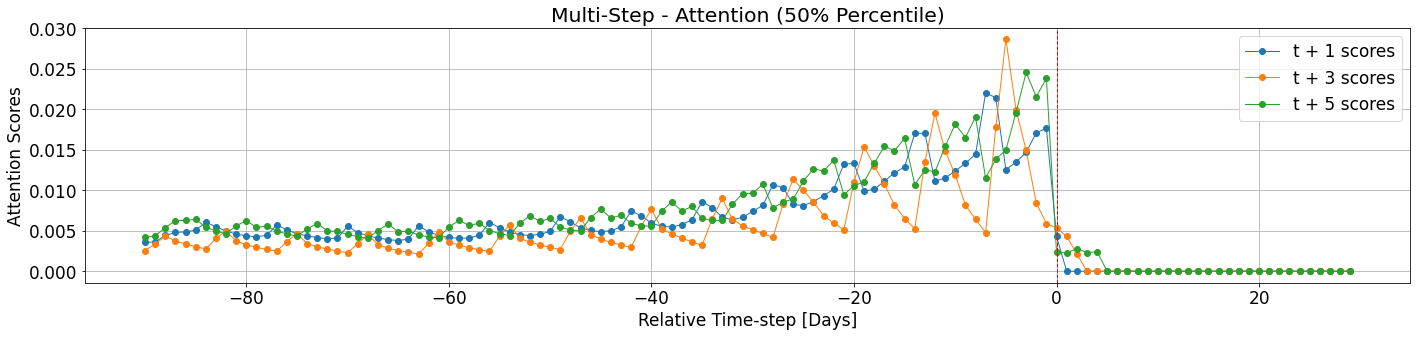 Multi-Step - Attention (50% Percentile)
Attention Scores
0.030
0.025
0.020
0.015
0.010
0.005
0.000
t + 1 scores
t + 3 scores
t + 5 scores
−80
−60
−40
−20
0
20
Relative Time-step [Days]